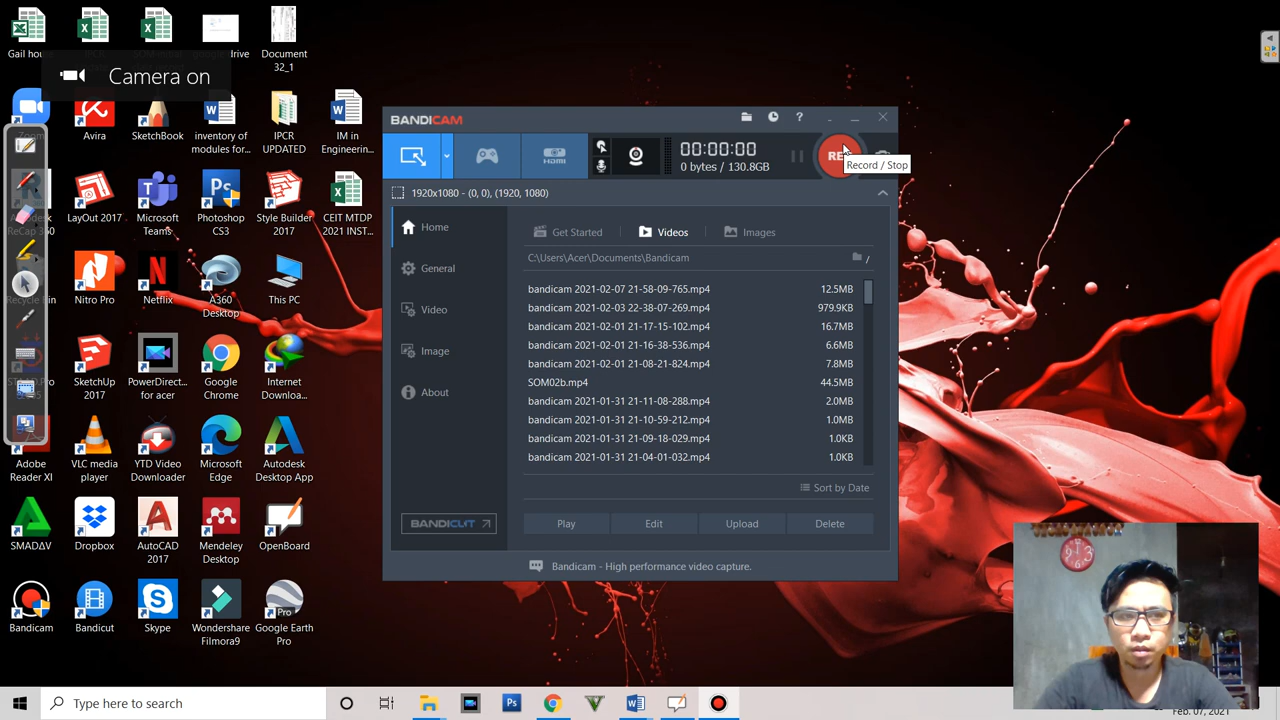 Gail hou
drive
Document
32_1
Camera on
Zoom
Avira
SketchBook
inventory of
modules for...
IPCR
UPDATED
IM in
Engineerin...
LayOut 2017
Microsoft
Teams
Photoshop
CS3
Style Builder
2017
CEIT MTDP
2021 INST...
Nitro Pro
Netflix
A360
Desktop
This PC
SketchUp
2017
PowerDirect...
for acer
Google
Chrome
Internet
Downloa...
Adobe
Reader XI
VLC media
player
YTD Video
Downloader
Microsoft
Edge
Autodesk
Desktop App
SMADΔV
Dropbox
AutoCAD
2017
Mendeley
Desktop
OpenBoard
Bandicam
Bandicut
Skype
Wondershare
Filmora9
Google Earth
Pro
BANDICAM
00:00:00
0 bytes / 130.8GB
REC
Record / Stop
1920x1080 - (0, 0), (1920, 1080)
Home
General
Video
Image
About
BANDICUT
Get Started
Videos
Images
C:\Users\Acer\Documents\Bandicam
/
bandicam 2021-02-07 21-58-09-765.mp4 12.5MB
bandicam 2021-02-03 22-38-07-269.mp4 979.9KB
bandicam 2021-02-01 21-17-15-102.mp4 16.7MB
bandicam 2021-02-01 21-16-38-536.mp4 6.6MB
bandicam 2021-02-01 21-08-21-824.mp4 7.8MB
SOM02b.mp4 44.5MB
bandicam 2021-01-31 21-11-08-288.mp4 2.0MB
bandicam 2021-01-31 21-10-59-212.mp4 1.0MB
bandicam 2021-01-31 21-09-18-029.mp4 1.0KB
bandicam 2021-01-31 21-04-01-032.mp4 1.0KB
Sort by Date
Play
Edit
Upload
Delete
Bandicam - High performance video capture.
Type here to search
Feb. 07, 2021